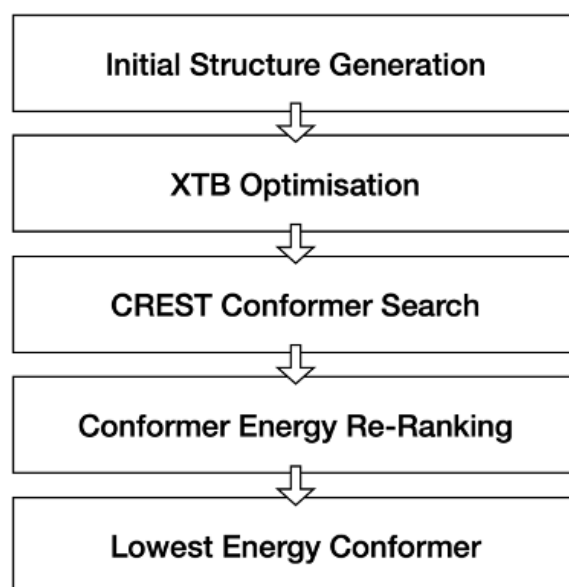 Initial Structure Generation
XTB Optimisation
CREST Conformer Search
Conformer Energy Re-Ranking
Lowest Energy Conformer